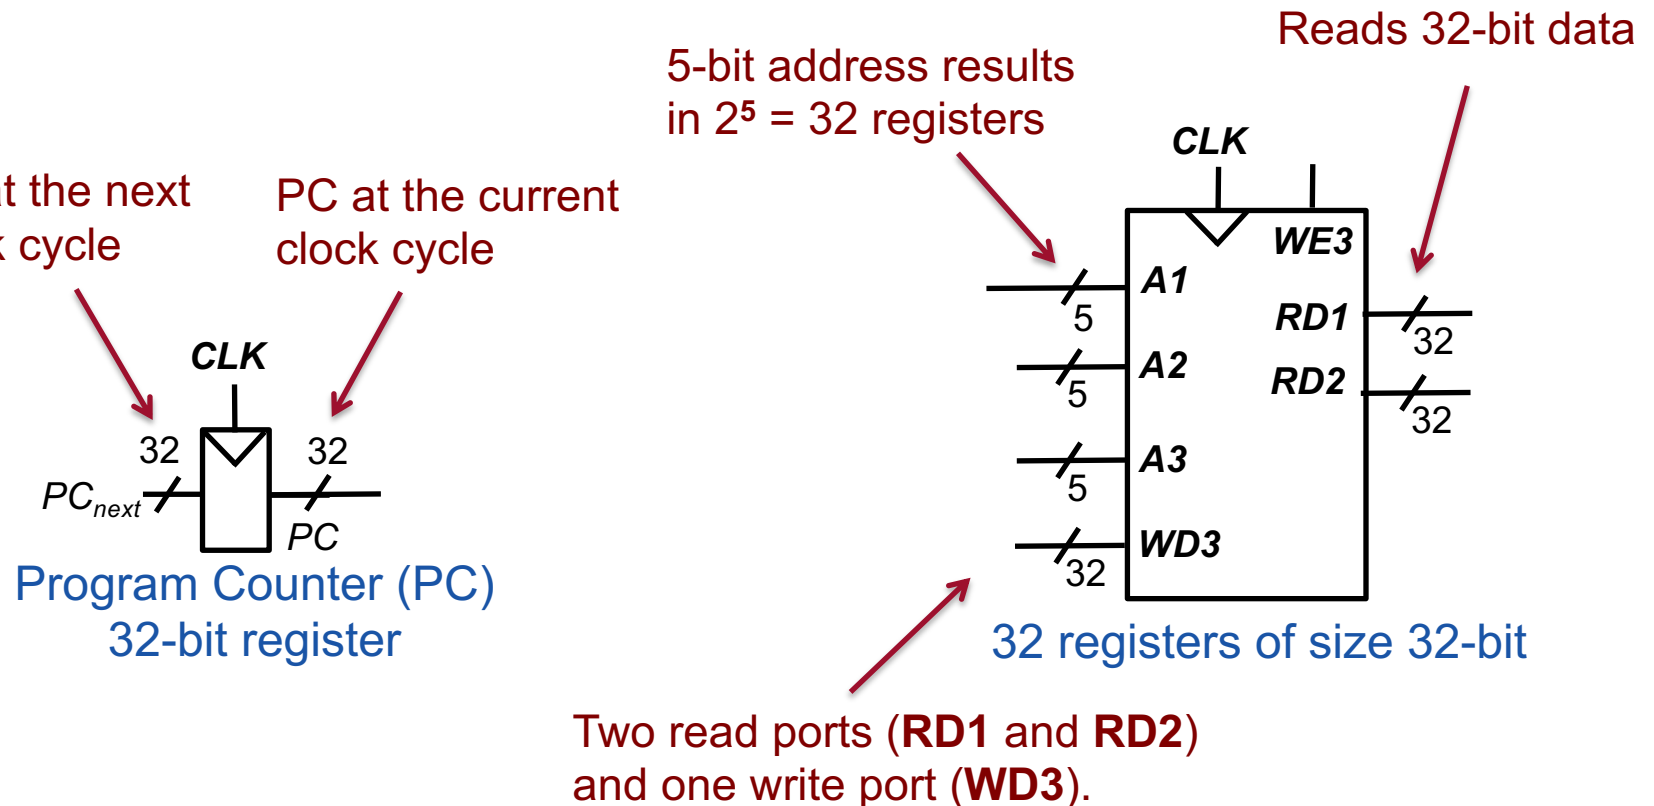 Reads 32-bit data
5-bit address results
in 2⁵ = 32 registers
at the next
cycle
PC at the current
clock cycle
CLK
WE3
A1
5
RD1
32
A2
5
RD2
32
A3
5
WD3
32
32 registers of size 32-bit
CLK
32
32
PCnext
PC
Program Counter (PC)
32-bit register
Two read ports (RD1 and RD2)
and one write port (WD3).